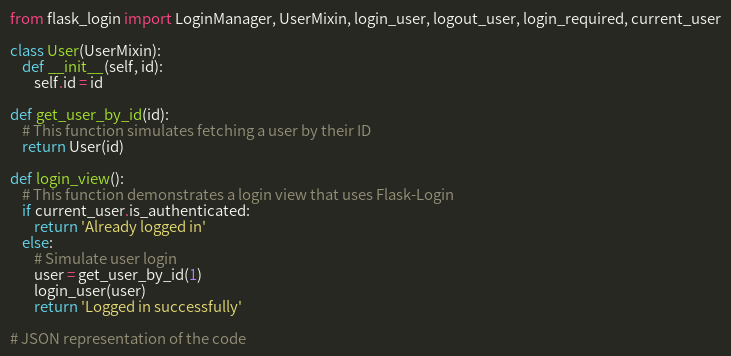 from flask_login import LoginManager, UserMixin, login_user, logout_user, login_required, current_user
class User(UserMixin):
def __init__(self, id):
self.id = id
def get_user_by_id(id):
# This function simulates fetching a user by their ID
return User(id)
def login_view():
# This function demonstrates a login view that uses Flask-Login
if current_user.is_authenticated:
return 'Already logged in'
else:
# Simulate user login
user = get_user_by_id(1)
login_user(user)
return 'Logged in successfully'
# JSON representation of the code